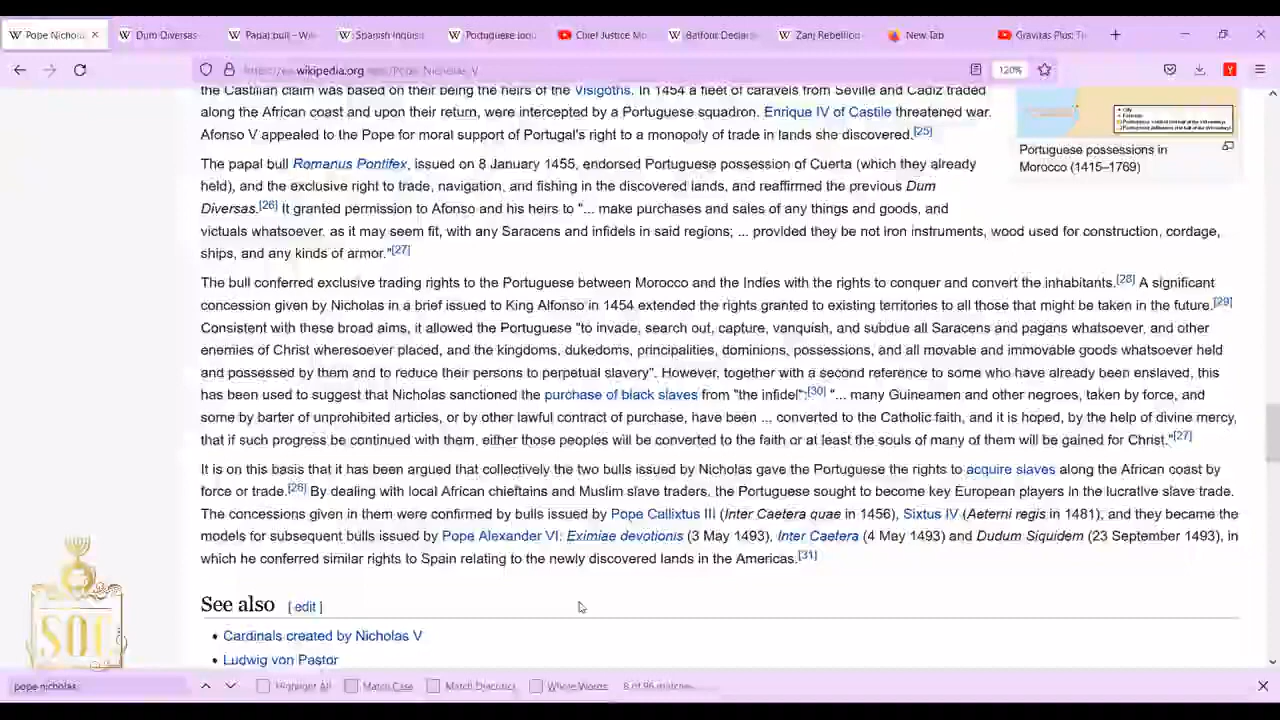 Pope Nichola
Dum Diversas
Papal bull – Wik
Spanish Inquis
Portuguese
Chief Justice Mo
Balfour Declara
Zanj Rebellion
New Tab
Gravitas Plus:
wikipedia.org
120%
the Castilian claim was based on their being the heirs of the Visigoths. In 1454 a fleet of caravels from Seville and Cadiz traded
along the African coast and upon their return, were intercepted by a Portuguese squadron. Enrique IV of Castile threatened war.
Afonso V appealed to the Pope for moral support of Portugal's right to a monopoly of trade in lands she discovered.[25]
Portuguese possessions in
Morocco (1415–1769)
The papal bull Romanus Pontifex, issued on 8 January 1455, endorsed Portuguese possession of Cuerta (which they already
held), and the exclusive right to trade, navigation, and fishing in the discovered lands, and reaffirmed the previous Dum
Diversas.[26] It granted permission to Afonso and his heirs to "... make purchases and sales of any things and goods, and
victuals whatsoever, as it may seem fit, with any Saracens and infidels in said regions; ... provided they be not iron instruments, wood used for construction, cordage,
ships, and any kinds of armor."[27]
The bull conferred exclusive trading rights to the Portuguese between Morocco and the Indies with the rights to conquer and convert the inhabitants.[28] A significant
concession given by Nicholas in a brief issued to King Alfonso in 1454 extended the rights granted to existing territories to all those that might be taken in the future.[29]
Consistent with these broad aims, it allowed the Portuguese "to invade, search out, capture, vanquish, and subdue all Saracens and pagans whatsoever, and other
enemies of Christ wheresoever placed, and the kingdoms, dukedoms, principalities, dominions, possessions, and all movable and immovable goods whatsoever held
and possessed by them and to reduce their persons to perpetual slavery". However, together with a second reference to some who have already been enslaved, this
has been used to suggest that Nicholas sanctioned the purchase of black slaves from "the infidel":[30] "... many Guineamen and other negroes, taken by force, and
some by barter of unprohibited articles, or by other lawful contract of purchase, have been ... converted to the Catholic faith, and it is hoped, by the help of divine mercy,
that if such progress be continued with them, either those peoples will be converted to the faith or at least the souls of many of them will be gained for Christ."[27]
It is on this basis that it has been argued that collectively the two bulls issued by Nicholas gave the Portuguese the rights to acquire slaves along the African coast by
force or trade.[26] By dealing with local African chieftains and Muslim slave traders, the Portuguese sought to become key European players in the lucrative slave trade.
The concessions given in them were confirmed by bulls issued by Pope Callixtus III (Inter Caetera quae in 1456), Sixtus IV (Aeterni regis in 1481), and they became the
models for subsequent bulls issued by Pope Alexander VI: Eximiae devotionis (3 May 1493), Inter Caetera (4 May 1493) and Dudum Siquidem (23 September 1493), in
which he conferred similar rights to Spain relating to the newly discovered lands in the Americas.[31]
See also [ edit ]
• Cardinals created by Nicholas V
• Ludwig von Pastor
pope nicholas
Highlight All
Match Case
Match Diacritics
Whole Words
8 of 96 matches